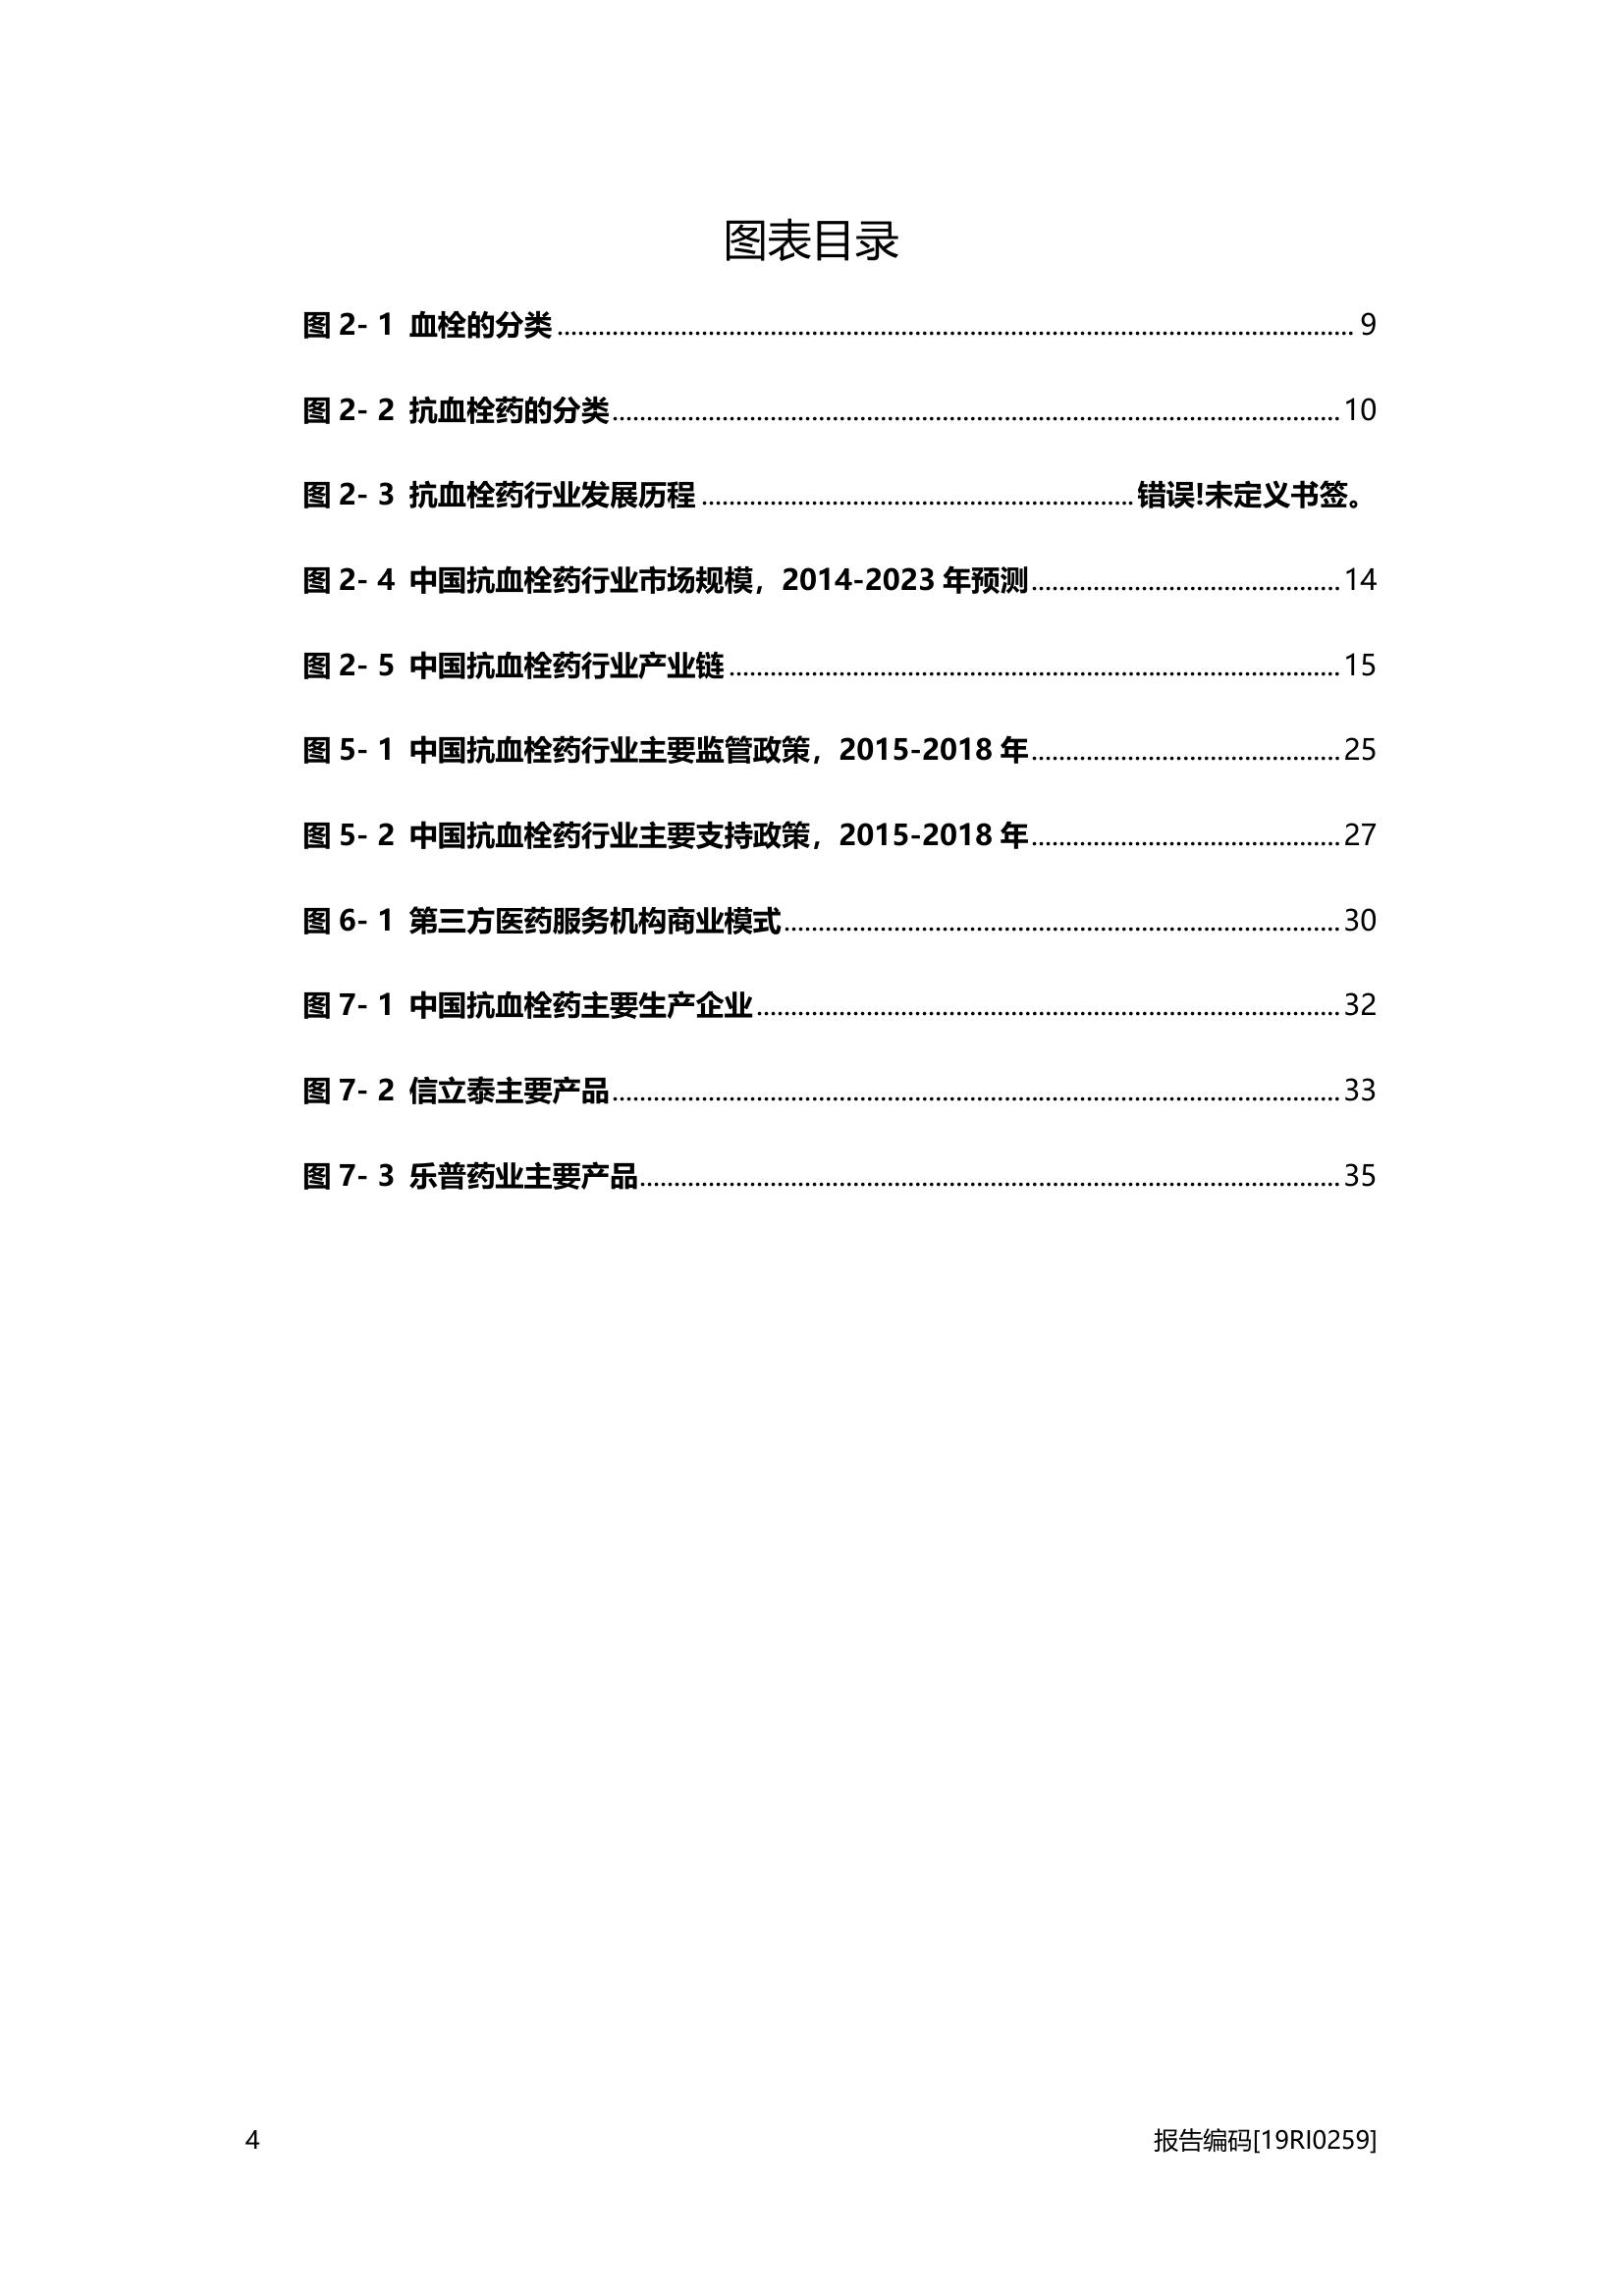 图表目录
图 2- 1 血栓的分类 9
图 2- 2 抗血栓药的分类 10
图 2- 3 抗血栓药行业发展历程 错误!未定义书签。
图 2- 4 中国抗血栓药行业市场规模，2014-2023 年预测 14
图 2- 5 中国抗血栓药行业产业链 15
图 5- 1 中国抗血栓药行业主要监管政策，2015-2018 年 25
图 5- 2 中国抗血栓药行业主要支持政策，2015-2018 年 27
图 6- 1 第三方医药服务机构商业模式 30
图 7- 1 中国抗血栓药主要生产企业 32
图 7- 2 信立泰主要产品 33
图 7- 3 乐普药业主要产品 35
4 报告编码[19RI0259]